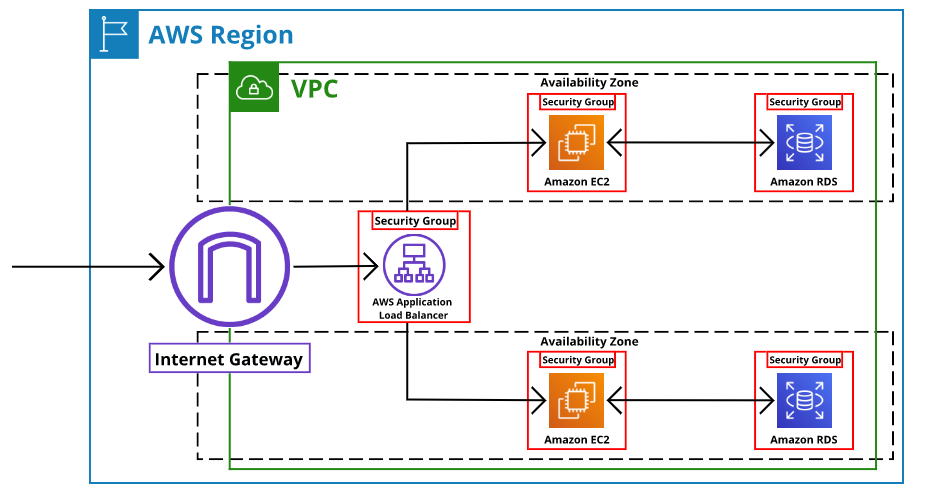 AWS Region
VPC
Availability Zone
Security Group
Amazon EC2
Security Group
Amazon RDS
Security Group
AWS Application
Load Balancer
Internet Gateway
Availability Zone
Security Group
Amazon EC2
Security Group
Amazon RDS